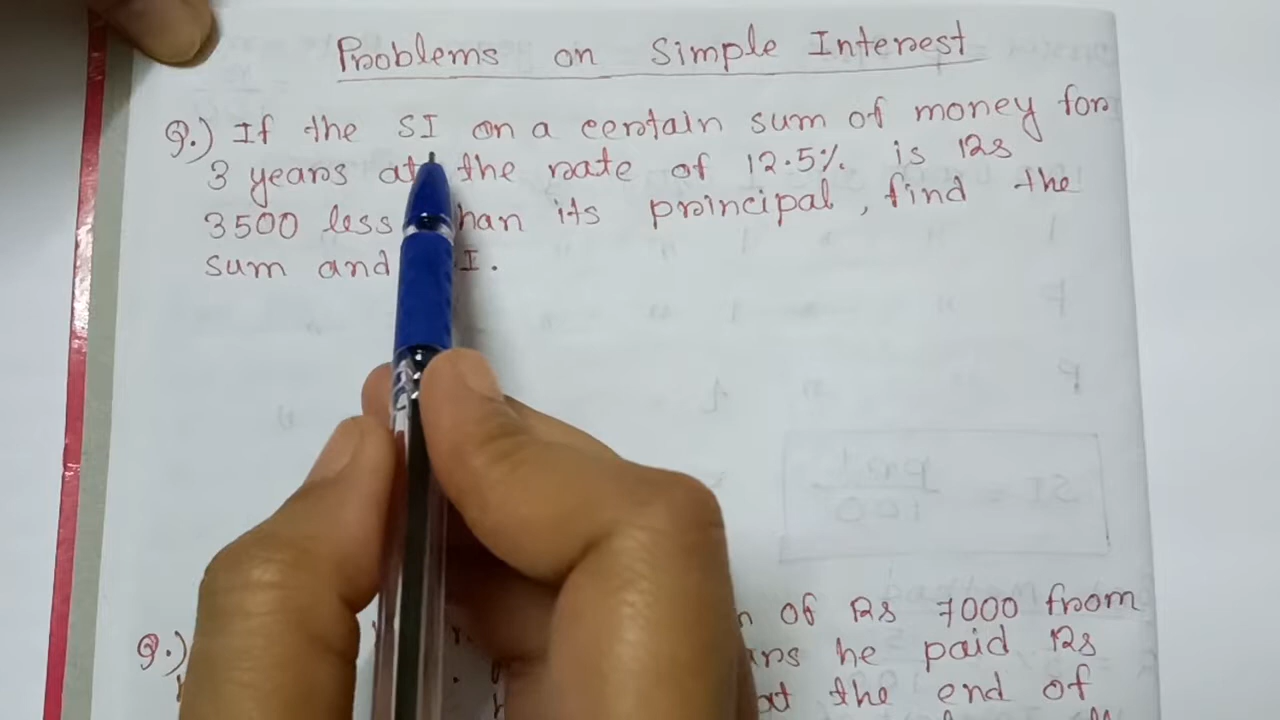 Problems on Simple Interest
Q.) If the SI on a certain sum of money for
3 years at the rate of 12.5% is Rs
3500 less than its principal, find the
sum and I.
Q.) of Rs 7000 from
he paid Rs
at the end of